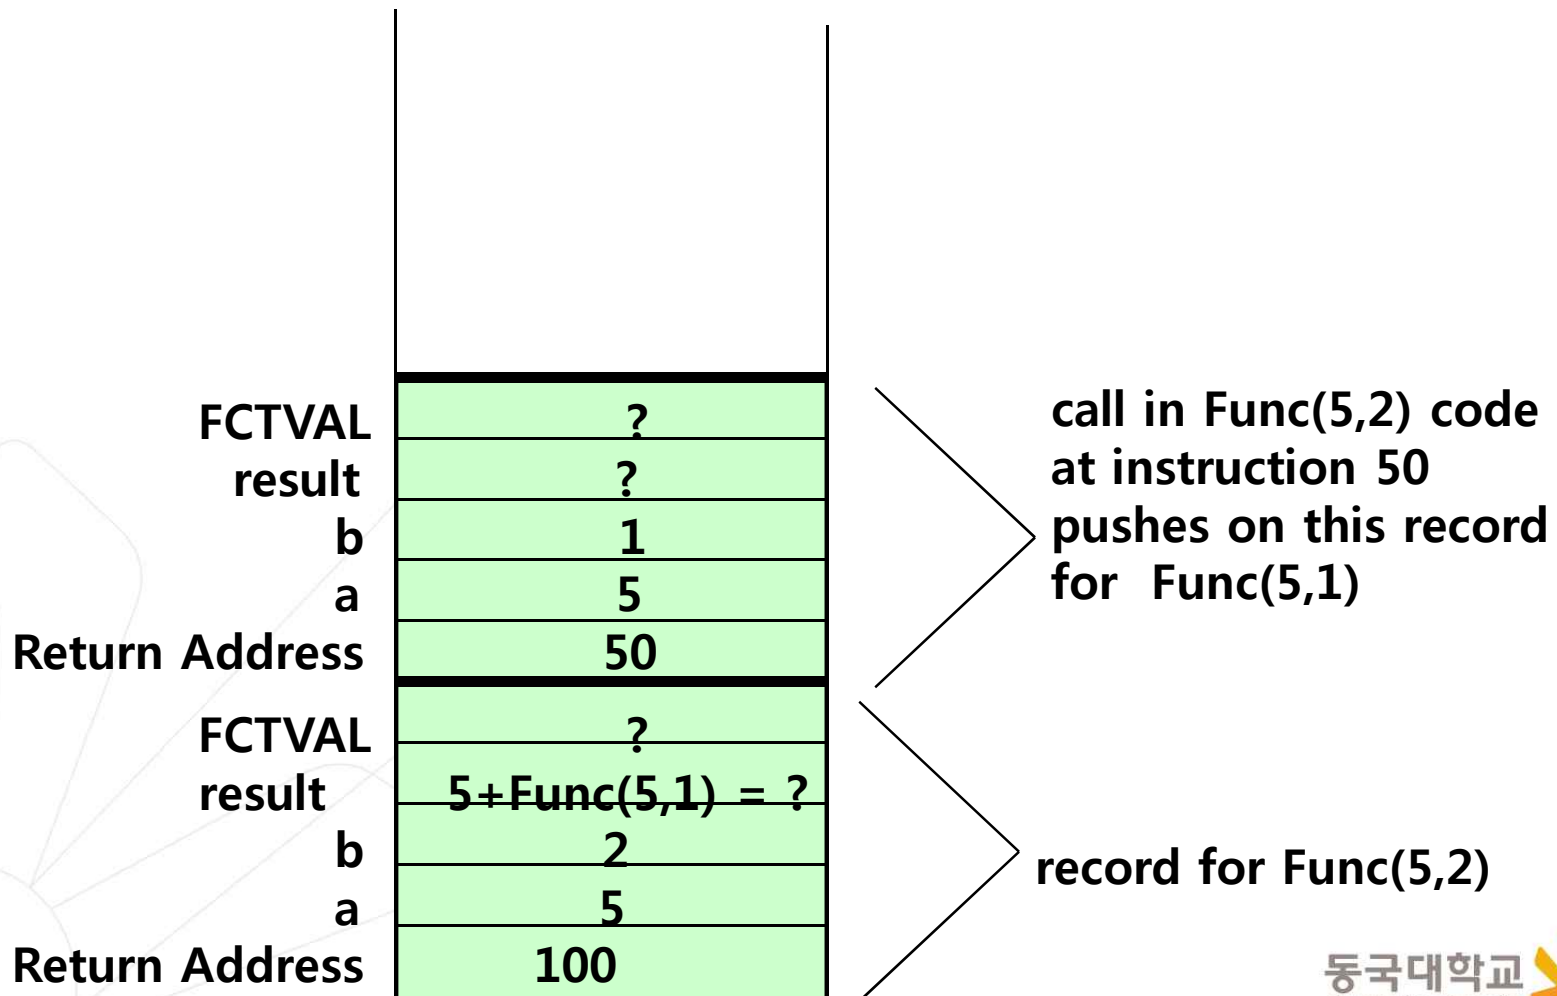 FCTVAL ?
result ?
b 1
a 5
Return Address 50
call in Func(5,2) code
at instruction 50
pushes on this record
for Func(5,1)
FCTVAL ?
result 5+Func(5,1) = ?
b 2
a 5
Return Address 100
record for Func(5,2)
동국대학교